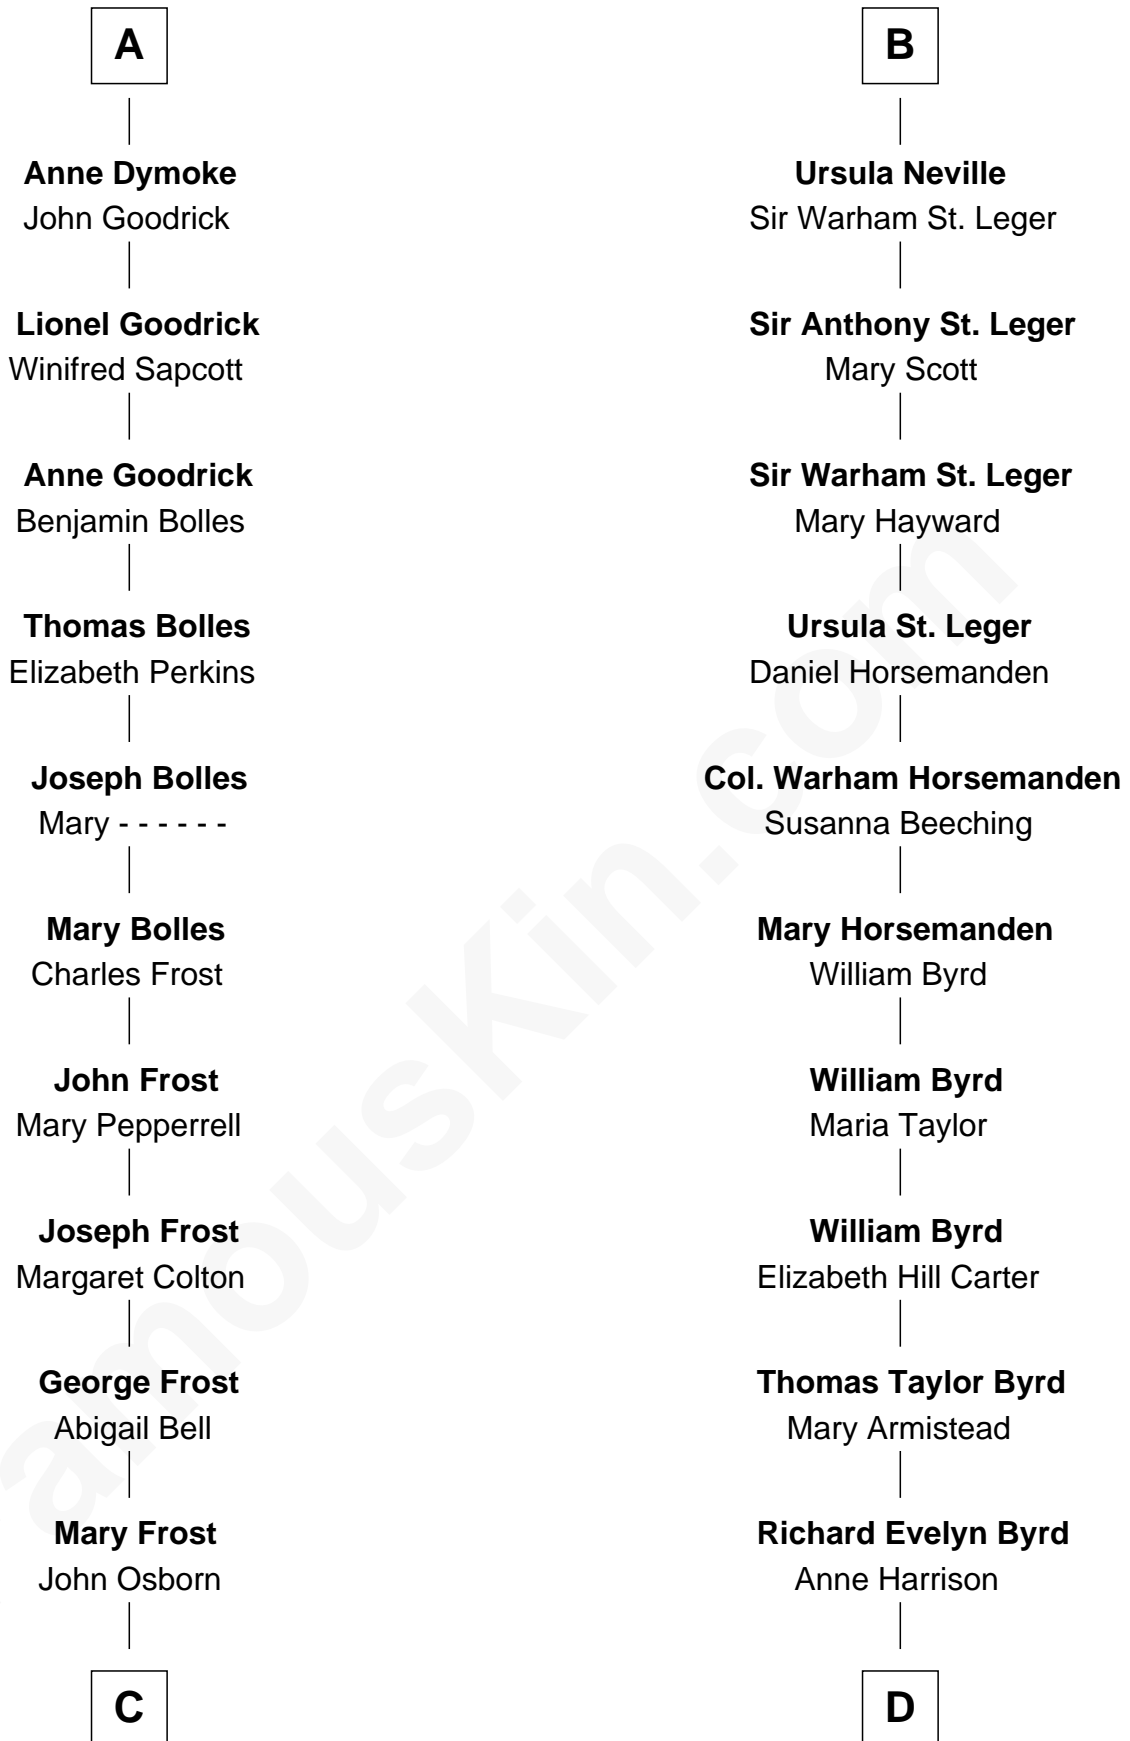 A
Anne Dymoke
John Goodrick
Lionel Goodrick
Winifred Sapcott
Anne Goodrick
Benjamin Bolles
Thomas Bolles
Elizabeth Perkins
Joseph Bolles
Mary - - - - - -
Mary Bolles
Charles Frost
John Frost
Mary Pepperrell
Joseph Frost
Margaret Colton
George Frost
Abigail Bell
Mary Frost
John Osborn
C
B
Ursula Neville
Sir Warham St. Leger
Sir Anthony St. Leger
Mary Scott
Sir Warham St. Leger
Mary Hayward
Ursula St. Leger
Daniel Horsemanden
Col. Warham Horsemanden
Susanna Beeching
Mary Horsemanden
William Byrd
William Byrd
Maria Taylor
William Byrd
Elizabeth Hill Carter
Thomas Taylor Byrd
Mary Armistead
Richard Evelyn Byrd
Anne Harrison
D
amousKin.com